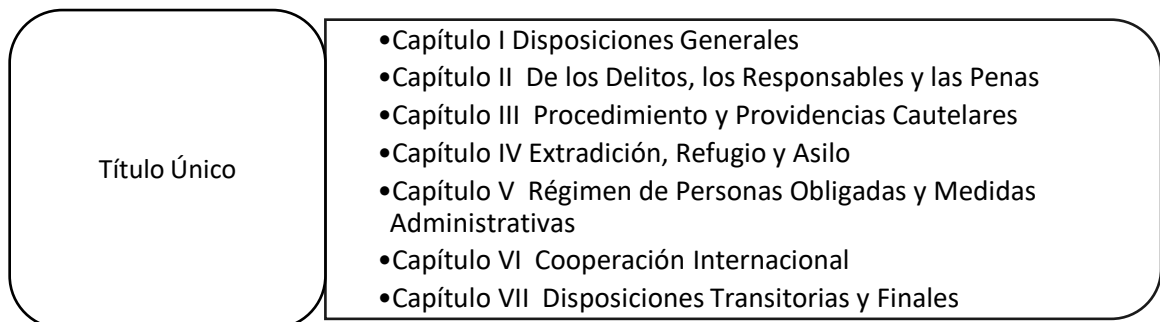 Título Único
•Capítulo I Disposiciones Generales
•Capítulo II  De los Delitos, los Responsables y las Penas
•Capítulo III  Procedimiento y Providencias Cautelares
•Capítulo IV Extradición, Refugio y Asilo
•Capítulo V  Régimen de Personas Obligadas y Medidas
Administrativas
•Capítulo VI  Cooperación Internacional
•Capítulo VII  Disposiciones Transitorias y Finales